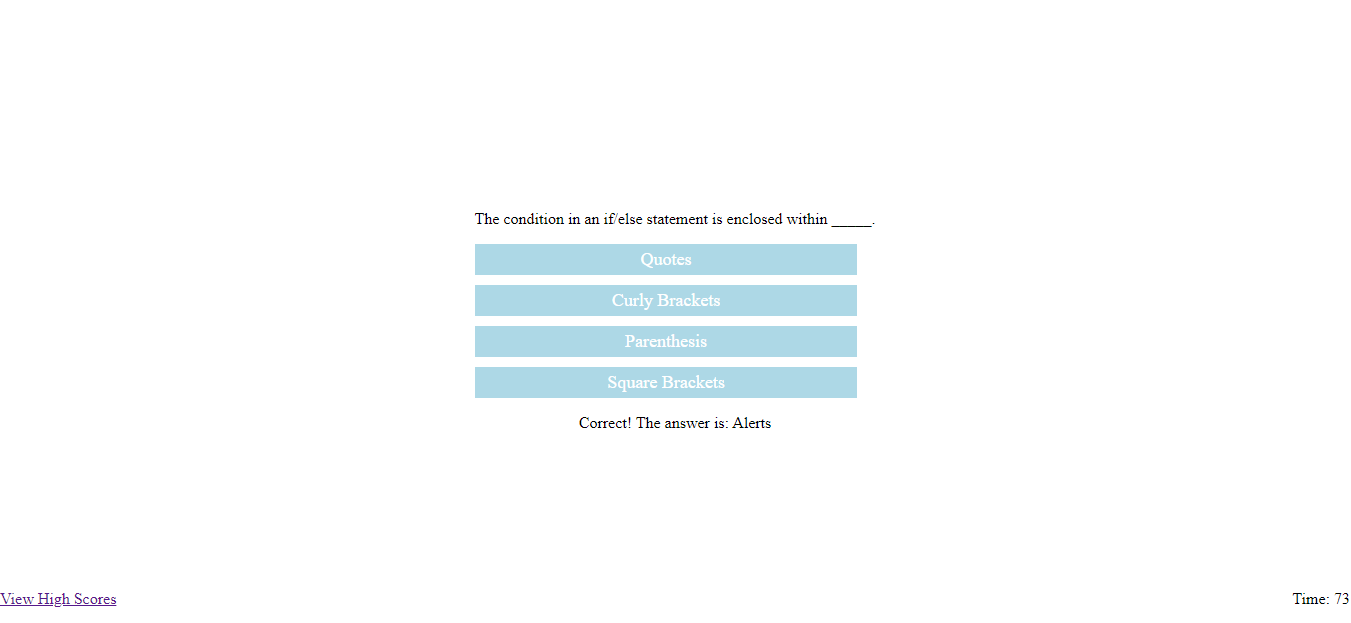 The condition in an if/else statement is enclosed within _____.
Quotes
Curly Brackets
Parenthesis
Square Brackets
Correct! The answer is: Alerts
View High Scores
Time: 73